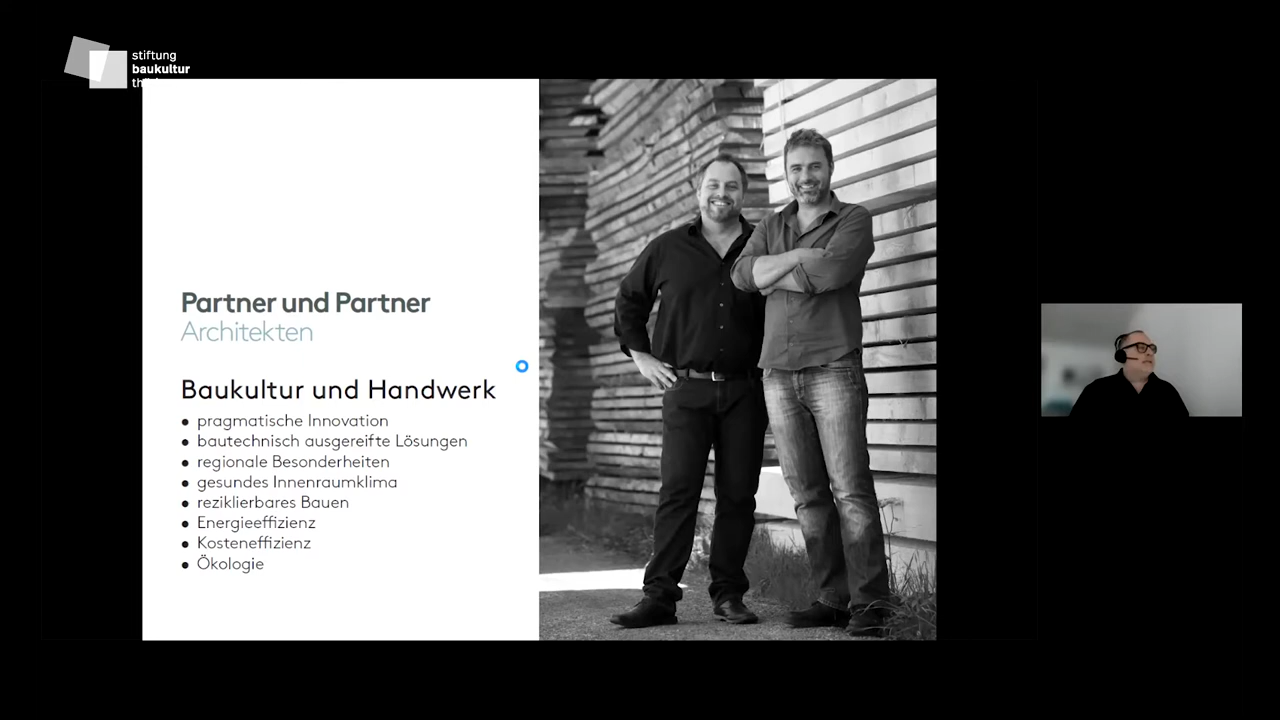 stiftung
baukultur
Partner und Partner
Architekten
Baukultur und Handwerk
• pragmatische Innovation
• bautechnisch ausgereifte Lösungen
• regionale Besonderheiten
• gesundes Innenraumklima
• reziklierbares Bauen
• Energieeffizienz
• Kosteneffizienz
• Ökologie